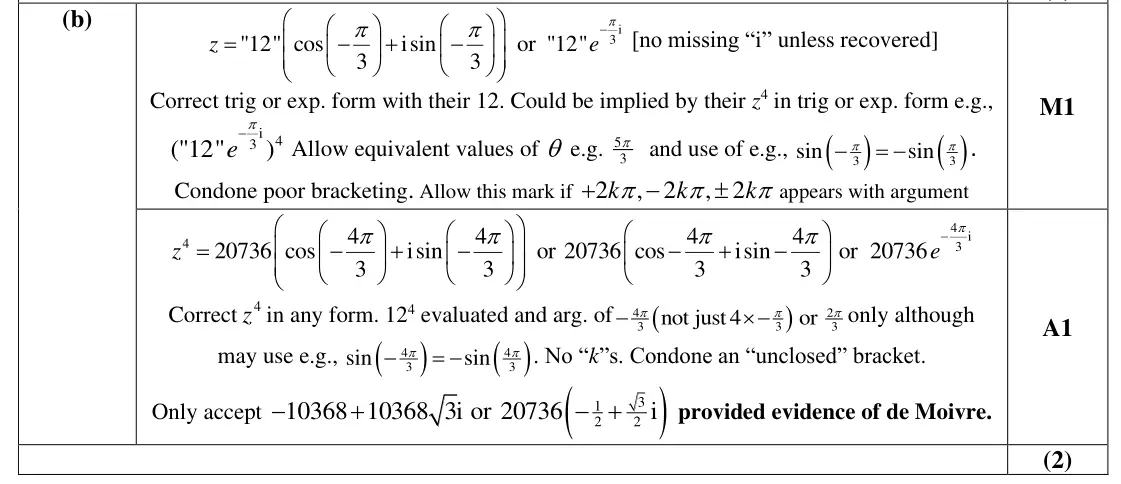 (b)
z = "12" ( cos ( − π/3 ) + i sin ( − π/3 ) ) or "12" e^(−π/3 i) [no missing “i” unless recovered]
Correct trig or exp. form with their 12. Could be implied by their z⁴ in trig or exp. form e.g.,
M1
("12" e^(−π/3 i))⁴ Allow equivalent values of θ e.g. 5π/3 and use of e.g., sin ( − π/3 ) = − sin ( π/3 ).
Condone poor bracketing. Allow this mark if +2kπ, −2kπ, ±2kπ appears with argument
z⁴ = 20736 ( cos ( − 4π/3 ) + i sin ( − 4π/3 ) ) or 20736 ( cos − 4π/3 + i sin − 4π/3 ) or 20736 e^(−4π/3 i)
Correct z⁴ in any form. 12⁴ evaluated and arg. of − 4π/3 ( not just 4 × − π/3 ) or 2π/3 only although
A1
may use e.g., sin ( − 4π/3 ) = − sin ( 4π/3 ). No “k”s. Condone an “unclosed” bracket.
Only accept −10368 + 10368√3i or 20736 ( − 1/2 + √3/2 i ) provided evidence of de Moivre.
(2)